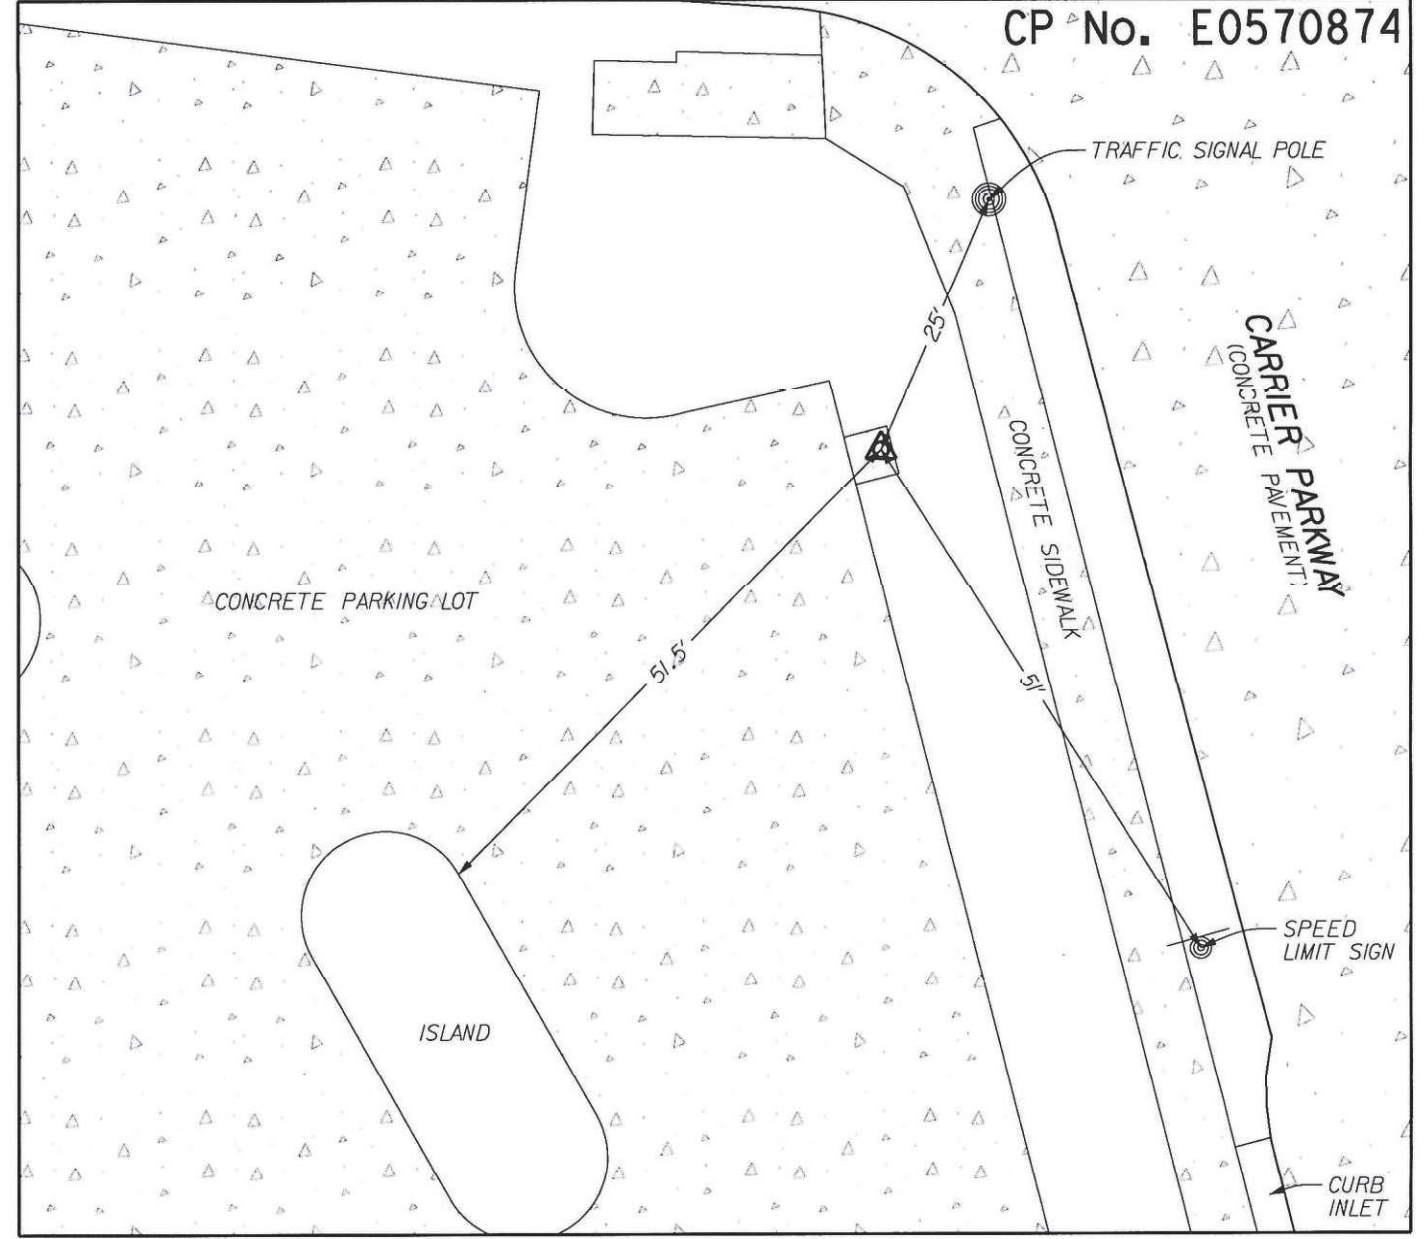 CP No. E0570874
TRAFFIC SIGNAL POLE
25'
CARRIER PARKWAY
(CONCRETE PAVEMENT)
CONCRETE SIDEWALK
CONCRETE PARKING LOT
51.5'
51'
SPEED
LIMIT SIGN
ISLAND
CURB
INLET